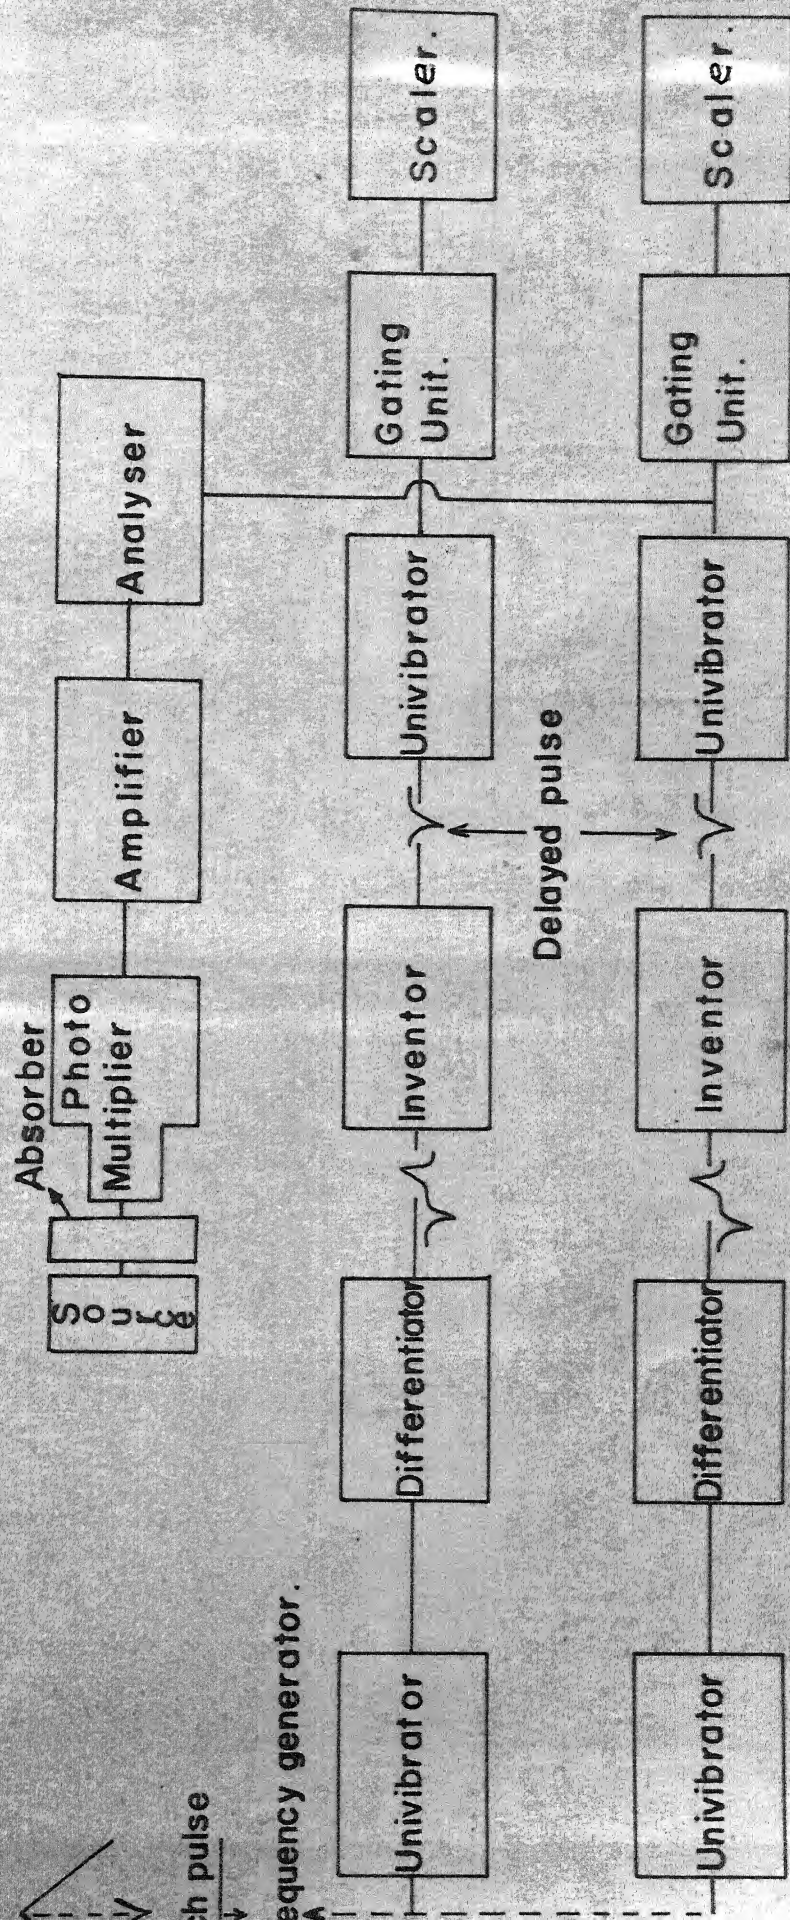 Absorber
Source
Photo
Multiplier
Amplifier
Analyser
ch pulse
equency generator.
Univibrator
Differentiator
Inventor
Univibrator
Gating
Unit.
Scaler.
Delayed pulse
Univibrator
Differentiator
Inventor
Univibrator
Gating
Unit.
Scaler.